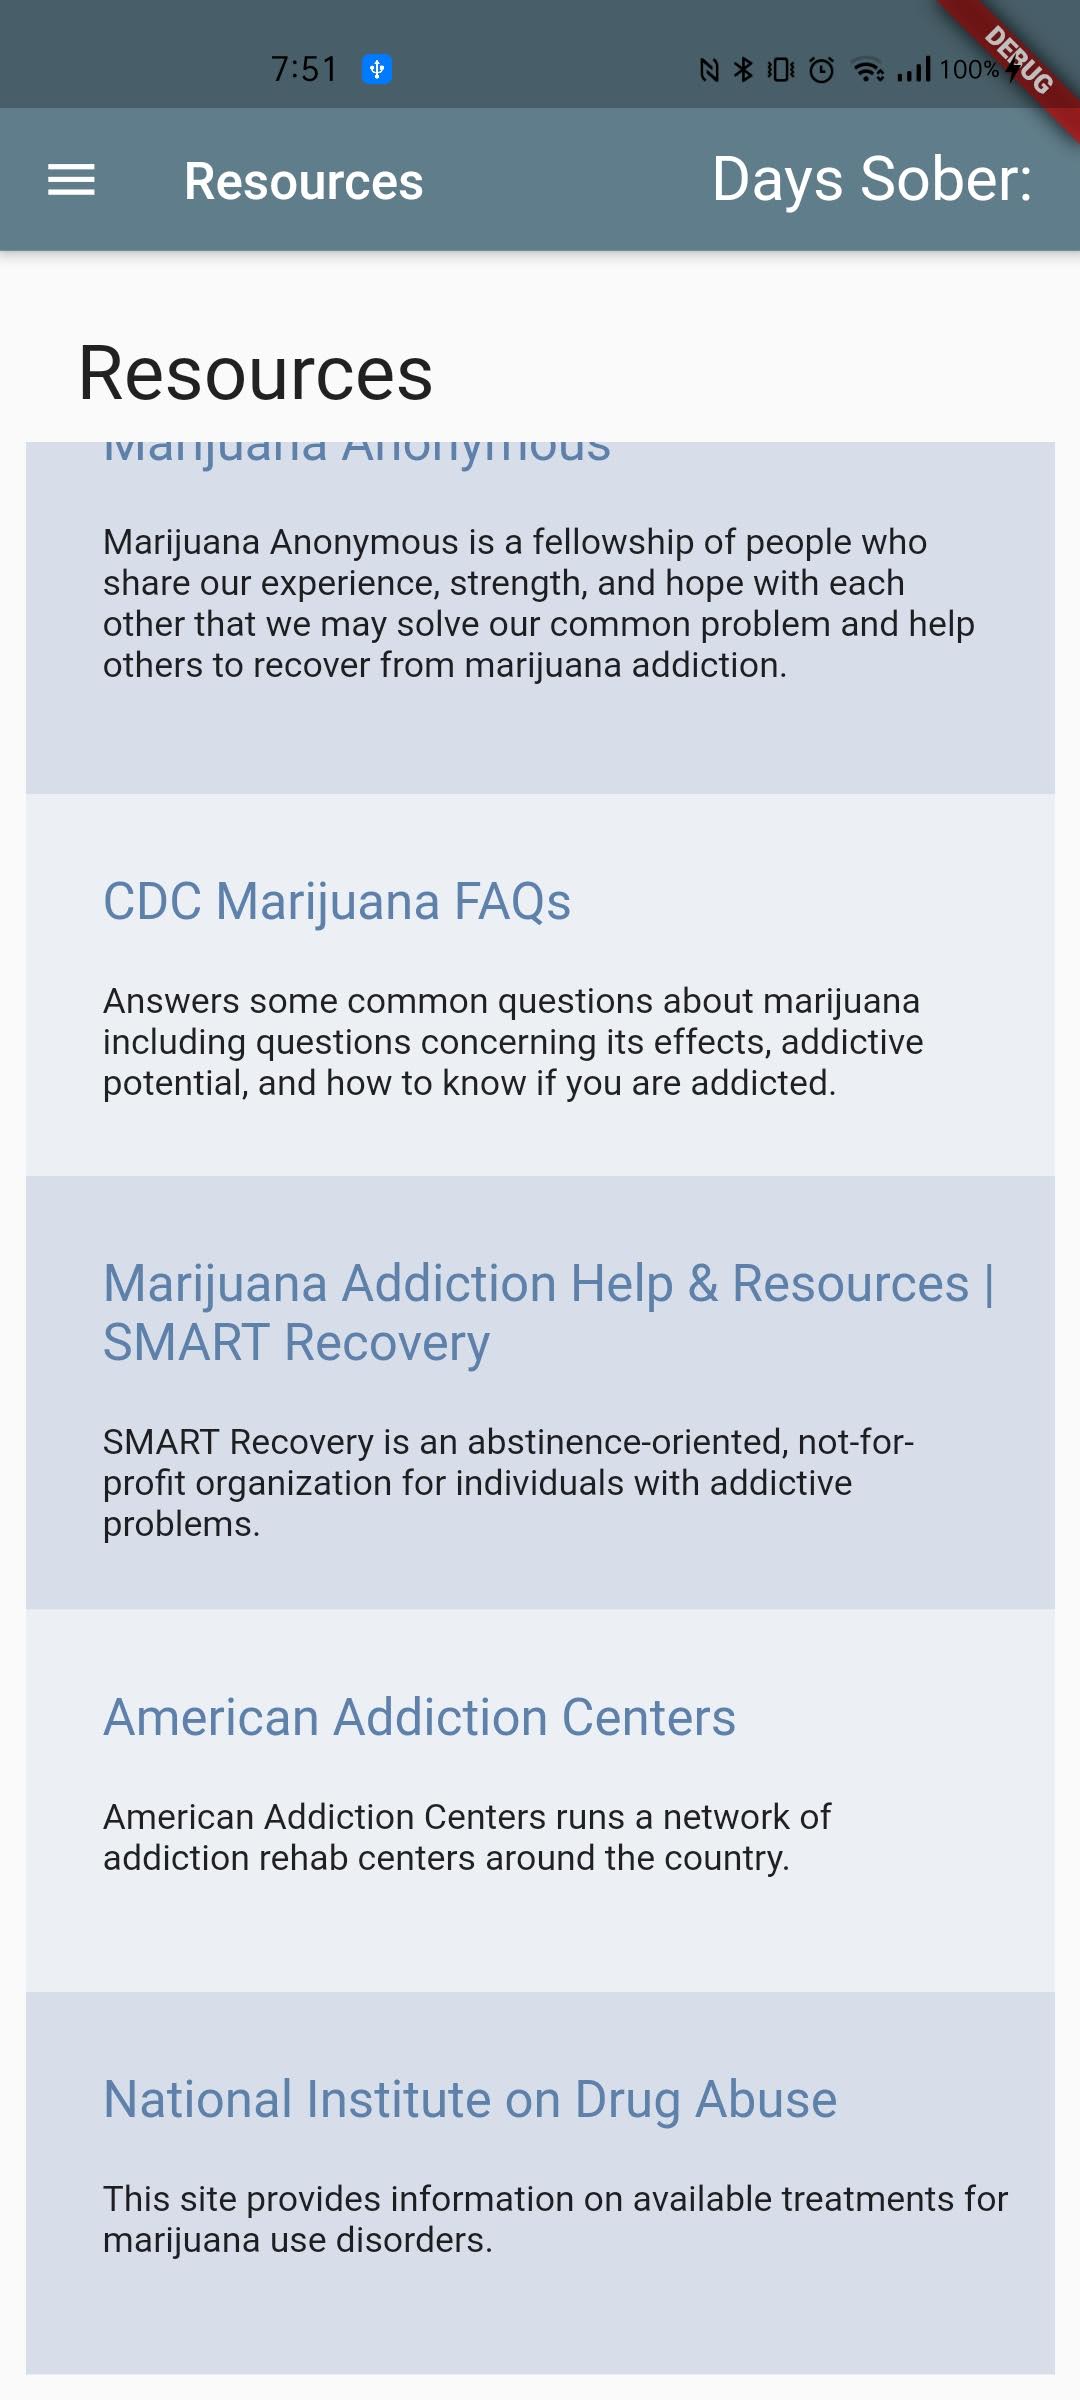 7:51
100%
DEBUG
Resources
Days Sober:
Resources
Marijuana Anonymous
Marijuana Anonymous is a fellowship of people who
share our experience, strength, and hope with each
other that we may solve our common problem and help
others to recover from marijuana addiction.
CDC Marijuana FAQs
Answers some common questions about marijuana
including questions concerning its effects, addictive
potential, and how to know if you are addicted.
Marijuana Addiction Help & Resources |
SMART Recovery
SMART Recovery is an abstinence-oriented, not-for-
profit organization for individuals with addictive
problems.
American Addiction Centers
American Addiction Centers runs a network of
addiction rehab centers around the country.
National Institute on Drug Abuse
This site provides information on available treatments for
marijuana use disorders.